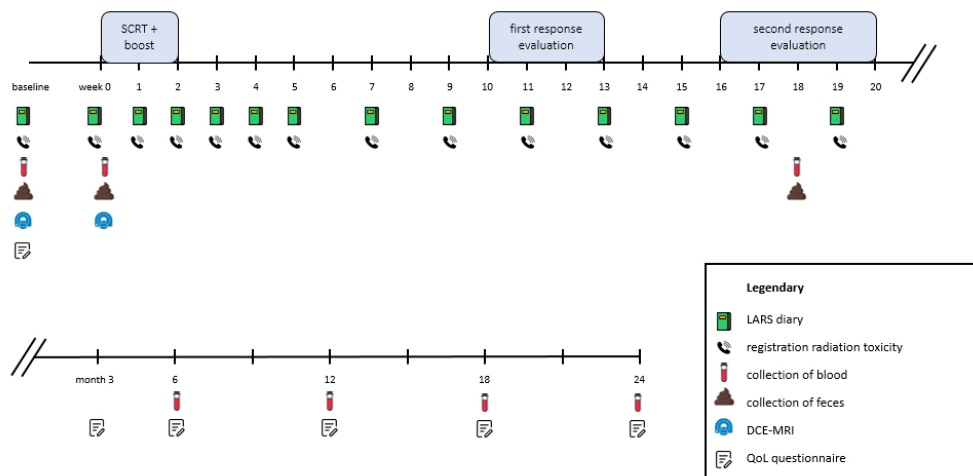 SCRT +
boost
first response
evaluation
second response
evaluation
baseline week 0 1 2 3 4 5 6 7 8 9 10 11 12 13 14 15 16 17 18 19 20
Legendary
LARS diary
registration radiation toxicity
collection of blood
collection of feces
DCE-MRI
QoL questionnaire
month 3 6 12 18 24